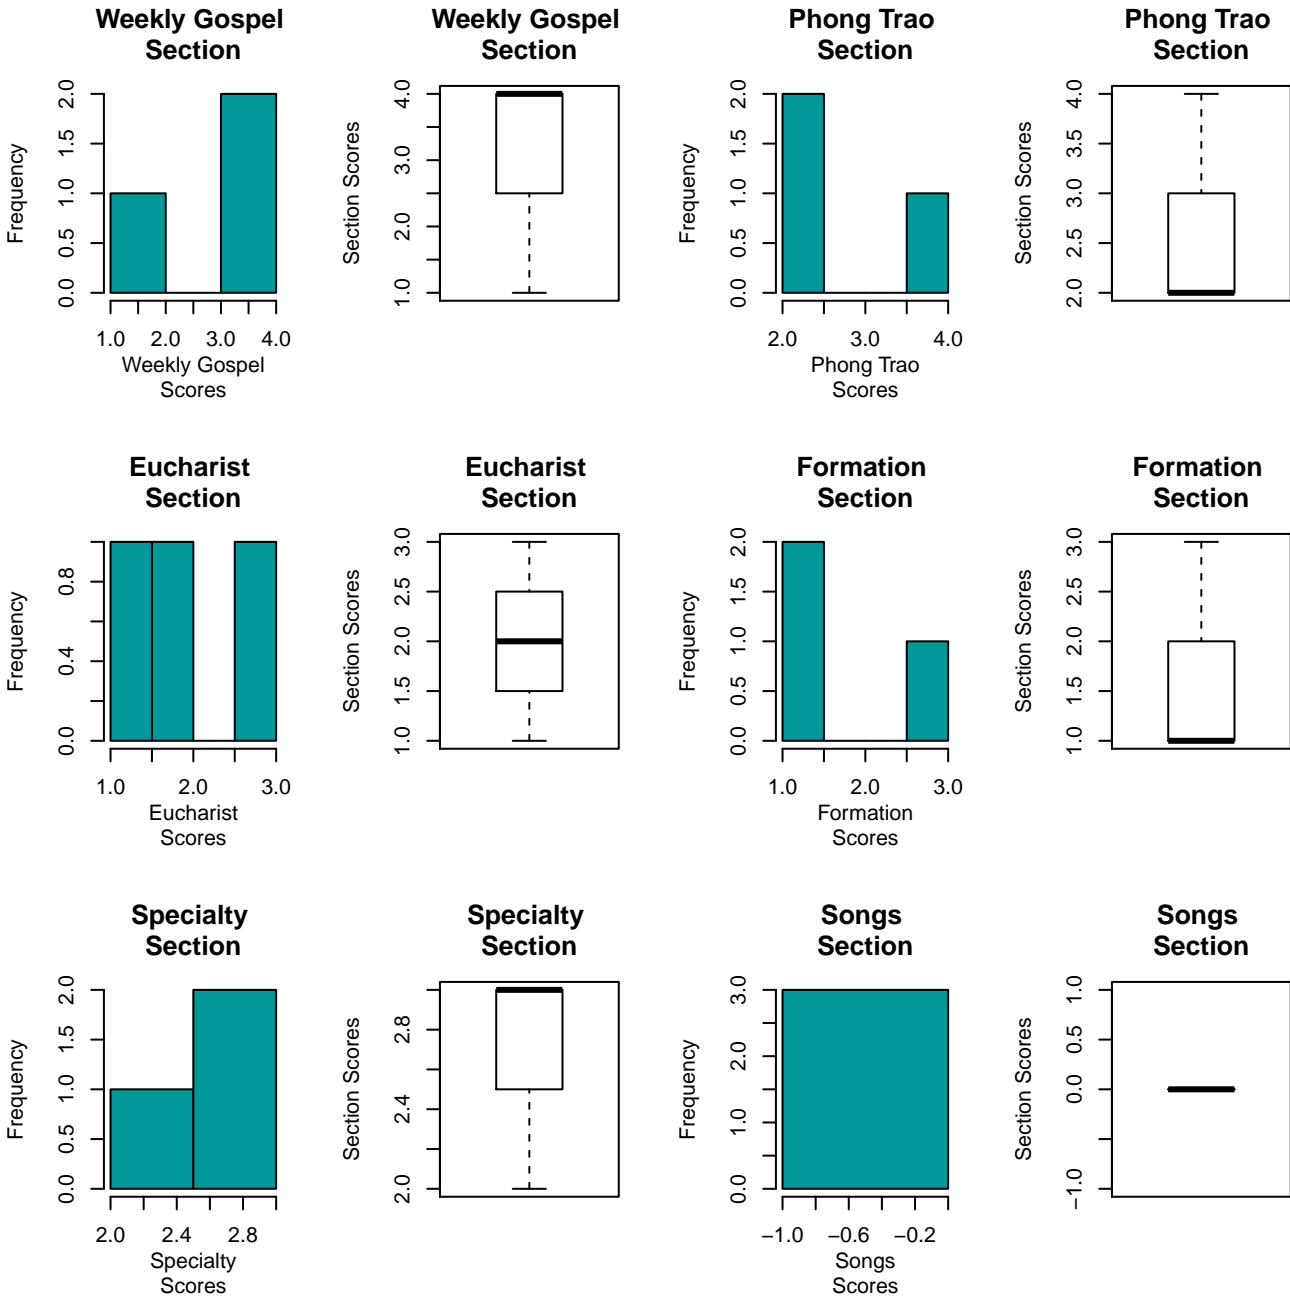 Weekly Gospel
Section
Frequency
0.0 0.5 1.0 1.5 2.0
1.0 2.0 3.0 4.0
Weekly Gospel
Scores
Weekly Gospel
Section
Section Scores
1.0 2.0 3.0 4.0
Phong Trao
Section
Frequency
0.0 0.5 1.0 1.5 2.0
2.0 3.0 4.0
Phong Trao
Scores
Phong Trao
Section
Section Scores
2.0 2.5 3.0 3.5 4.0
Eucharist
Section
Frequency
0.0 0.4 0.8
1.0 2.0 3.0
Eucharist
Scores
Eucharist
Section
Section Scores
1.0 1.5 2.0 2.5 3.0
Formation
Section
Frequency
0.0 0.5 1.0 1.5 2.0
1.0 2.0 3.0
Formation
Scores
Formation
Section
Section Scores
1.0 1.5 2.0 2.5 3.0
Specialty
Section
Frequency
0.0 0.5 1.0 1.5 2.0
2.0 2.4 2.8
Specialty
Scores
Specialty
Section
Section Scores
2.0 2.4 2.8
Songs
Section
Frequency
0.0 1.0 2.0 3.0
−1.0 −0.6 −0.2
Songs
Scores
Songs
Section
Section Scores
−1.0 0.0 0.5 1.0